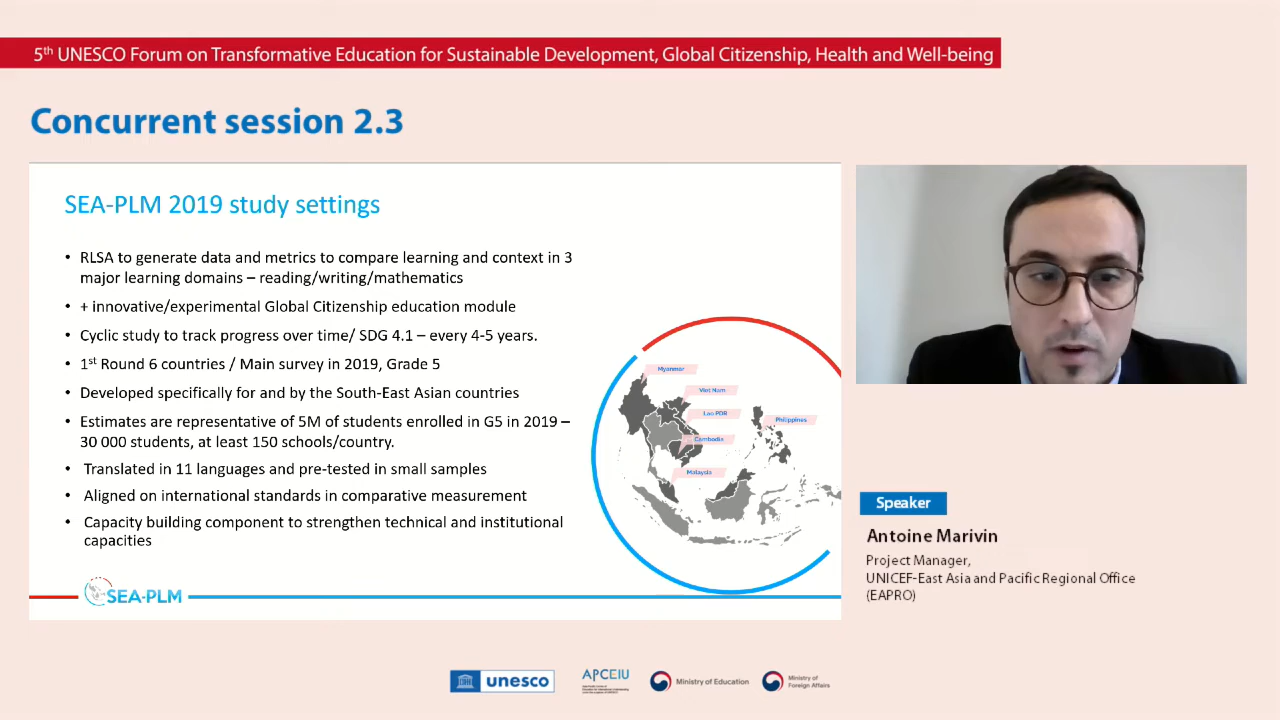 5th UNESCO Forum on Transformative Education for Sustainable Development, Global Citizenship, Health and Well-being
Concurrent session 2.3
SEA-PLM 2019 study settings
• RLSA to generate data and metrics to compare learning and context in 3
major learning domains – reading/writing/mathematics
• + innovative/experimental Global Citizenship education module
• Cyclic study to track progress over time/ SDG 4.1 – every 4-5 years.
• 1st Round 6 countries / Main survey in 2019, Grade 5
• Developed specifically for and by the South-East Asian countries
• Estimates are representative of 5M of students enrolled in G5 in 2019 –
30 000 students, at least 150 schools/country.
• Translated in 11 languages and pre-tested in small samples
• Aligned on international standards in comparative measurement
• Capacity building component to strengthen technical and institutional
capacities
Myanmar
Viet Nam
Lao PDR
Philippines
Cambodia
Malaysia
SEA-PLM
Speaker
Antoine Marivin
Project Manager,
UNICEF-East Asia and Pacific Regional Office
(EAPRO)
unesco
APCEIU
Ministry of Education
Ministry of
Foreign Affairs